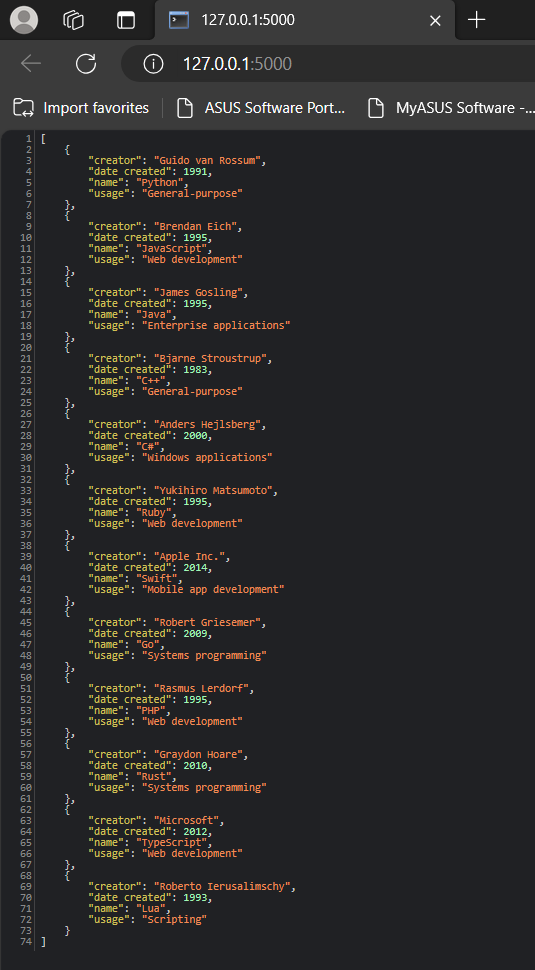 127.0.0.1:5000
127.0.0.1:5000
Import favorites ASUS Software Port... MyASUS Software -...
1 [
2 {
3 "creator": "Guido van Rossum",
4 "date created": 1991,
5 "name": "Python",
6 "usage": "General-purpose"
7 },
8 {
9 "creator": "Brendan Eich",
10 "date created": 1995,
11 "name": "JavaScript",
12 "usage": "Web development"
13 },
14 {
15 "creator": "James Gosling",
16 "date created": 1995,
17 "name": "Java",
18 "usage": "Enterprise applications"
19 },
20 {
21 "creator": "Bjarne Stroustrup",
22 "date created": 1983,
23 "name": "C++",
24 "usage": "General-purpose"
25 },
26 {
27 "creator": "Anders Hejlsberg",
28 "date created": 2000,
29 "name": "C#",
30 "usage": "Windows applications"
31 },
32 {
33 "creator": "Yukihiro Matsumoto",
34 "date created": 1995,
35 "name": "Ruby",
36 "usage": "Web development"
37 },
38 {
39 "creator": "Apple Inc.",
40 "date created": 2014,
41 "name": "Swift",
42 "usage": "Mobile app development"
43 },
44 {
45 "creator": "Robert Griesemer",
46 "date created": 2009,
47 "name": "Go",
48 "usage": "Systems programming"
49 },
50 {
51 "creator": "Rasmus Lerdorf",
52 "date created": 1995,
53 "name": "PHP",
54 "usage": "Web development"
55 },
56 {
57 "creator": "Graydon Hoare",
58 "date created": 2010,
59 "name": "Rust",
60 "usage": "Systems programming"
61 },
62 {
63 "creator": "Microsoft",
64 "date created": 2012,
65 "name": "TypeScript",
66 "usage": "Web development"
67 },
68 {
69 "creator": "Roberto Ierusalimschy",
70 "date created": 1993,
71 "name": "Lua",
72 "usage": "Scripting"
73 }
74 ]